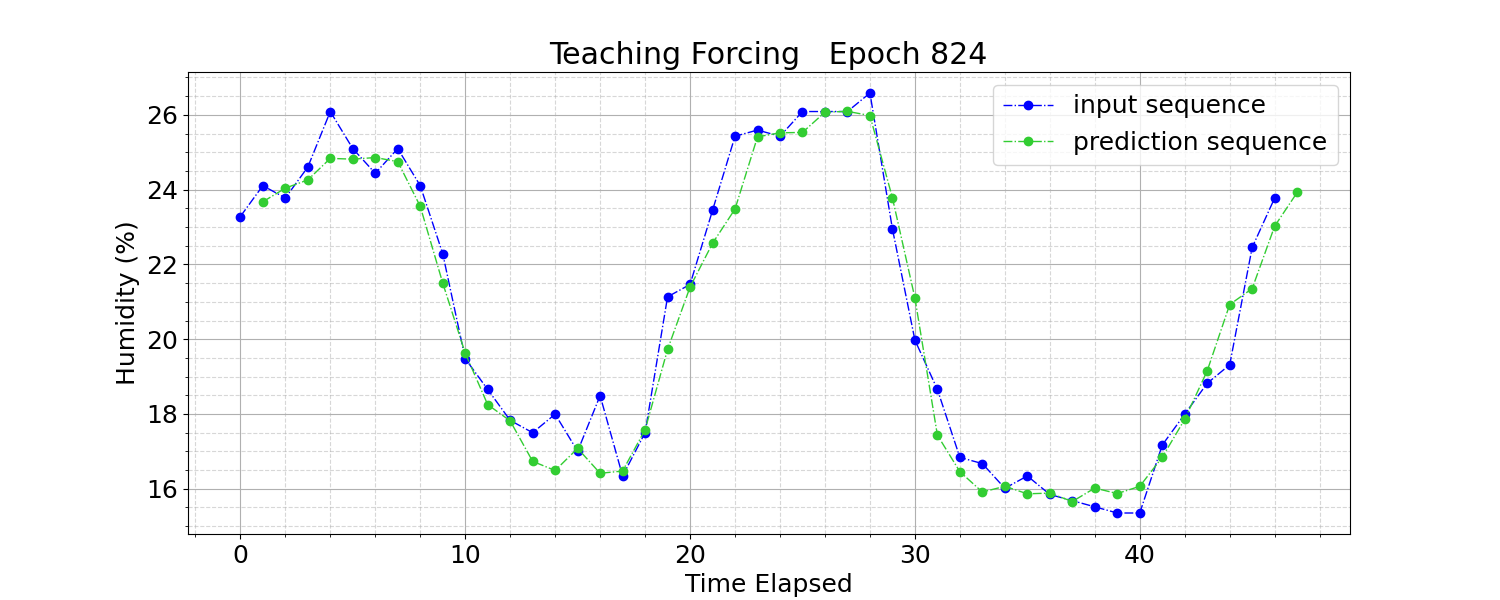 Teaching Forcing   Epoch 824
input sequence
prediction sequence
Humidity (%)
26
24
22
20
18
16
0 10 20 30 40
Time Elapsed